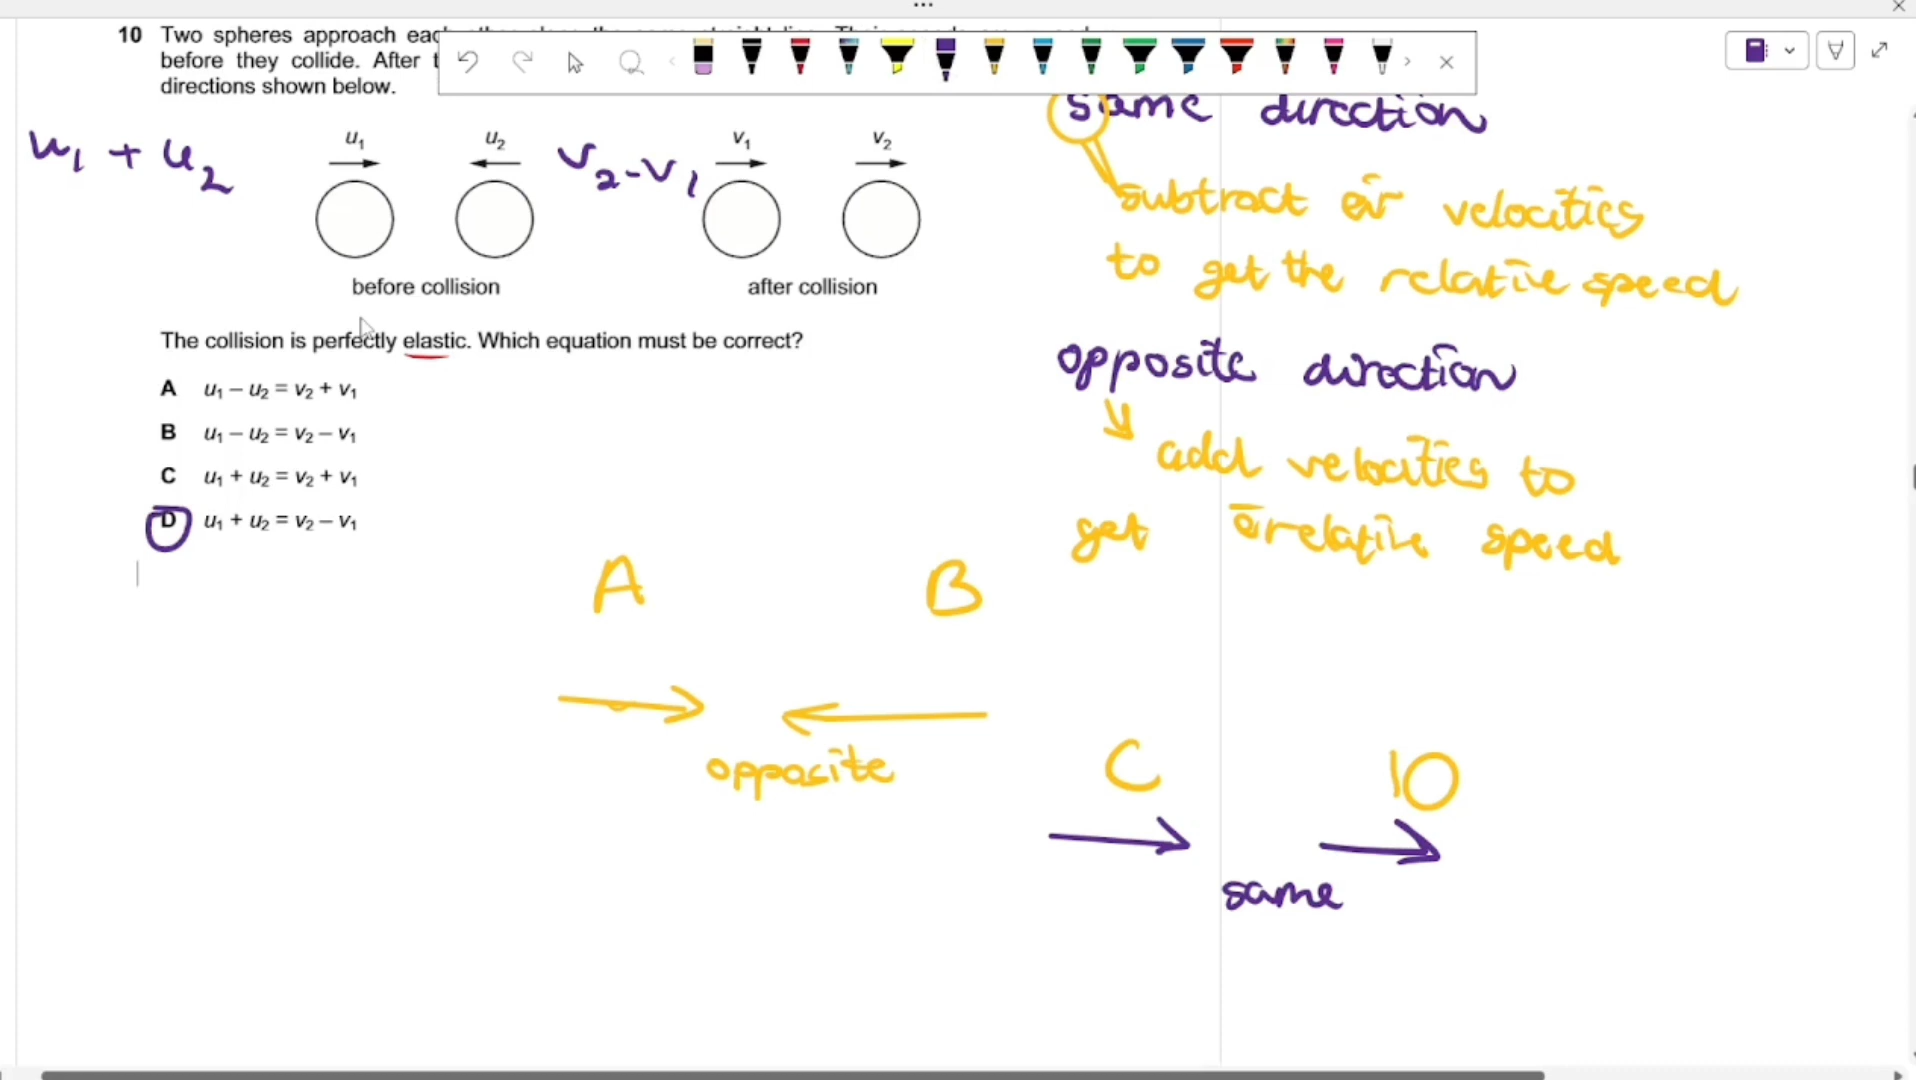 10 Two spheres approach
before they collide. After
directions shown below.
u₁ + u₂
u₁ u₂
v₂-v₁
v₁ v₂
before collision after collision
The collision is perfectly elastic. Which equation must be correct?
A u₁ – u₂ = v₂ + v₁
B u₁ – u₂ = v₂ – v₁
C u₁ + u₂ = v₂ + v₁
D u₁ + u₂ = v₂ – v₁
same direction
subtract velocities
to get the relative speed
opposite direction
add velocities to
get relative speed
A B
opposite
C 10
same